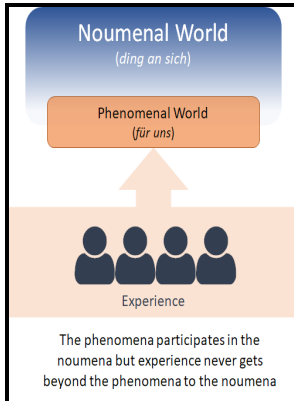 Noumenal World
(ding an sich)
Phenomenal World
(für uns)
Experience
The phenomena participates in the
noumena but experience never gets
beyond the phenomena to the noumena